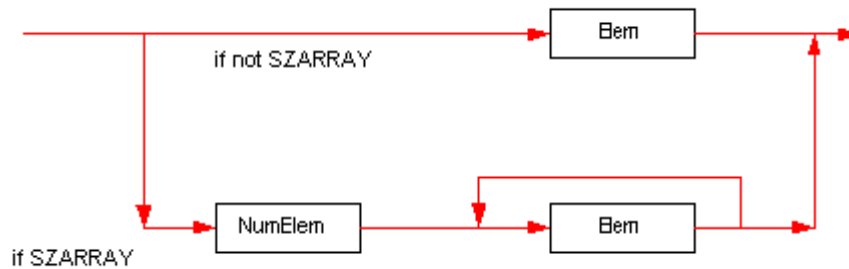 Elem
if not SZARRAY
NumElem
Elem
if SZARRAY